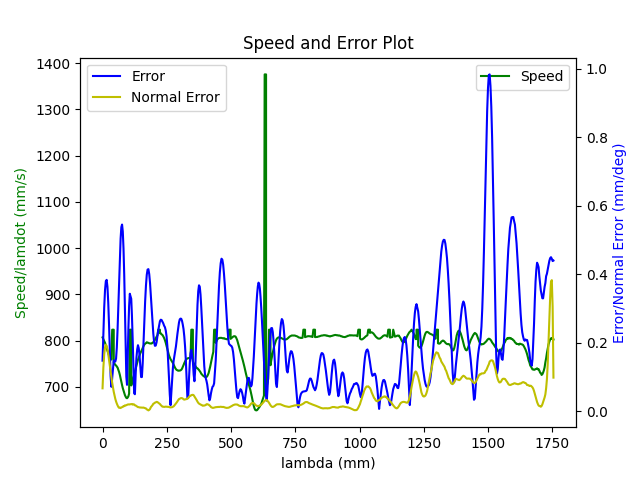 Speed and Error Plot
Error
Normal Error
Speed
1400
1300
1200
1100
1000
900
800
700
Speed/lamdot (mm/s)
1.0
0.8
0.6
0.4
0.2
0.0
Error/Normal Error (mm/deg)
0 250 500 750 1000 1250 1500 1750
lambda (mm)